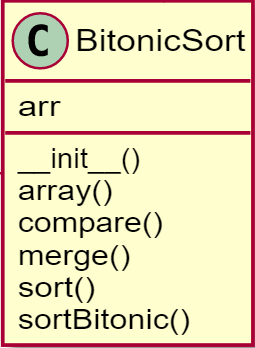 C BitonicSort
arr
__init__()
array()
compare()
merge()
sort()
sortBitonic()